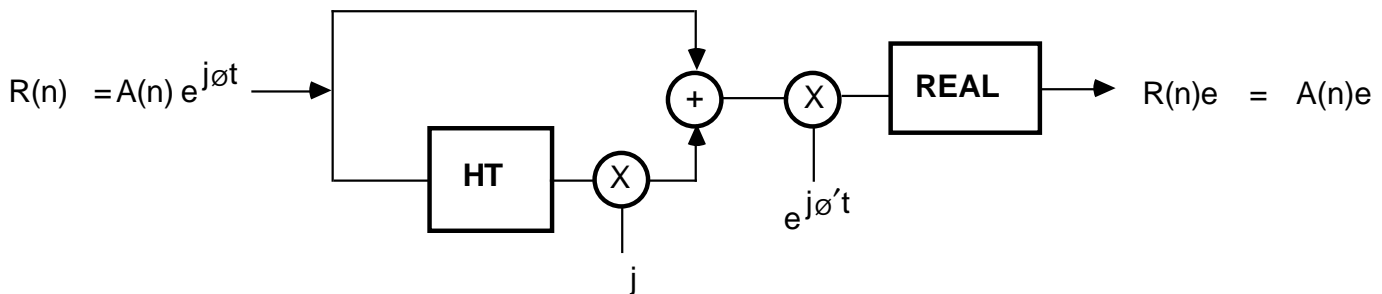 R(n) = A(n) e^jøt
+
X
REAL
R(n)e = A(n)e
HT
X
e^jø′t
j